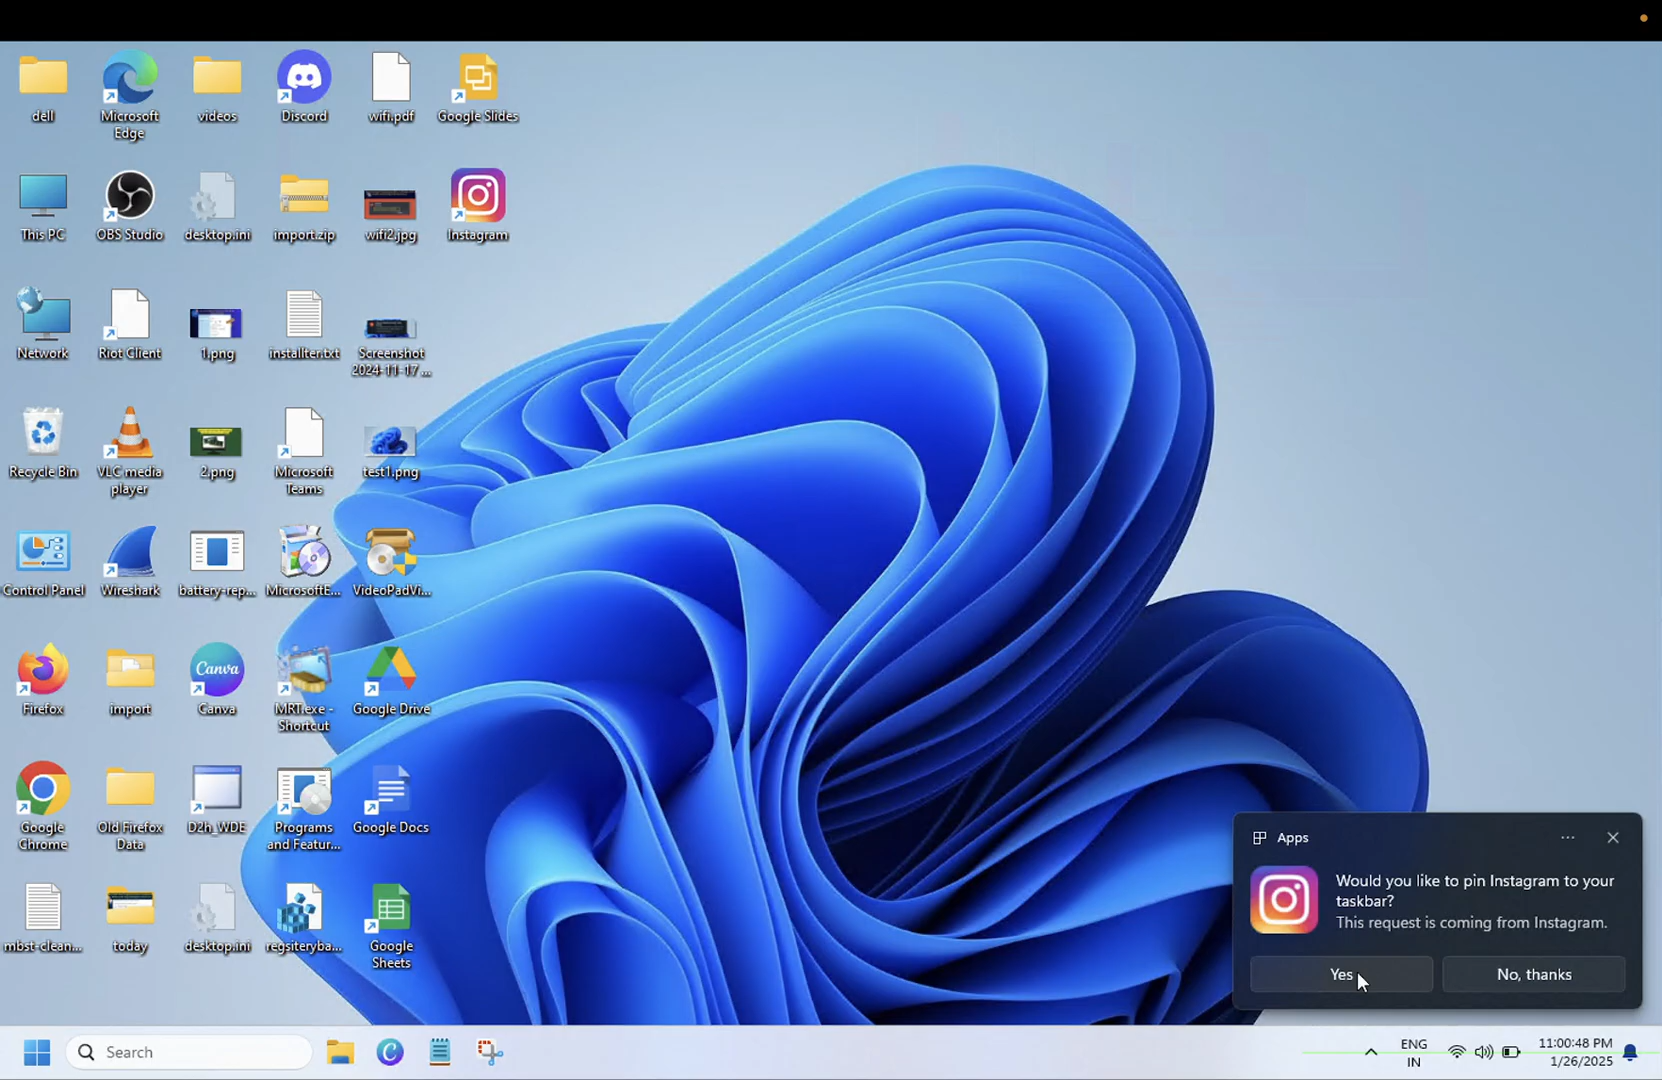 dell
Microsoft
Edge
videos
Discord
wifi.pdf
Google Slides
This PC
OBS Studio
desktop.ini
import.zip
wifi2.jpg
Instagram
Network
Riot Client
1.png
installter.txt
Screenshot
2024-11-17 ...
Recycle Bin
VLC media
player
2.png
Microsoft
Teams
test1.png
Control Panel
Wireshark
battery-rep...
MicrosoftE...
VideoPadVi...
Firefox
import
Canva
Canva
MRT.exe -
Shortcut
Google Drive
Google
Chrome
Old Firefox
Data
D2h_WDE
Programs
and Featur...
Google Docs
mbst-clean...
today
desktop.ini
regsiteryba...
Google
Sheets
Apps
Would you like to pin Instagram to your
taskbar?
This request is coming from Instagram.
Yes
No, thanks
Search
ENG
IN
11:00:48 PM
1/26/2025